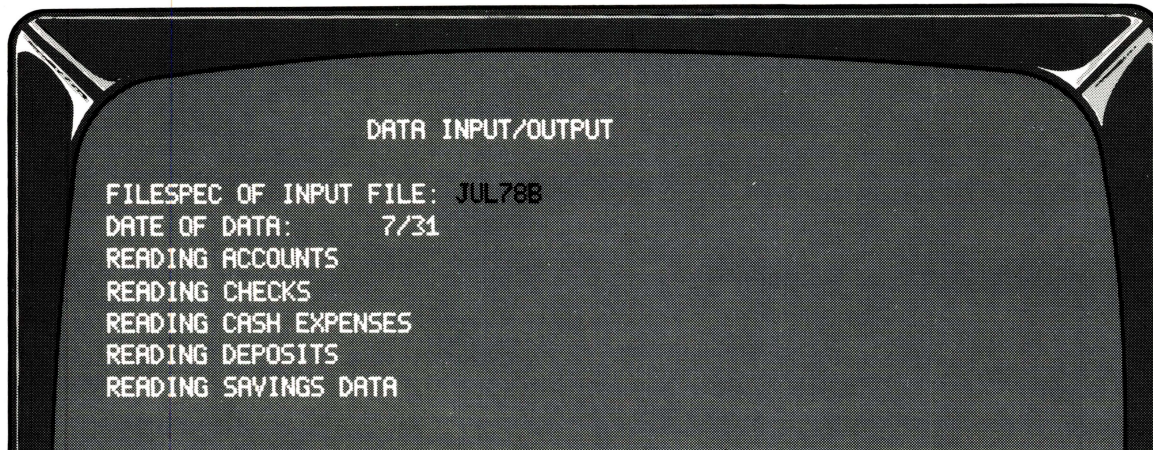 DATA INPUT/OUTPUT
FILESPEC OF INPUT FILE: JUL78B
DATE OF DATA: 7/31
READING ACCOUNTS
READING CHECKS
READING CASH EXPENSES
READING DEPOSITS
READING SAVINGS DATA